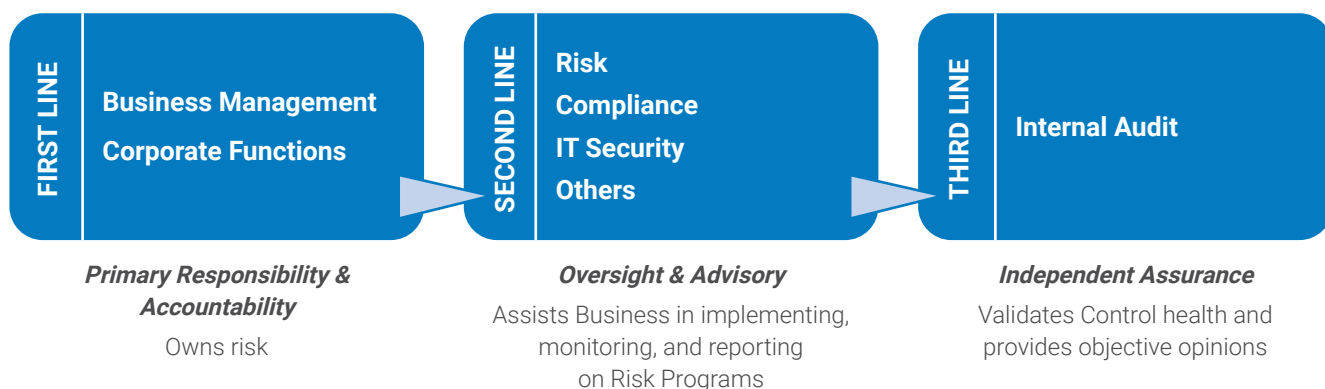 FIRST LINE
Business Management
Corporate Functions
SECOND LINE
Risk
Compliance
IT Security
Others
THIRD LINE
Internal Audit
Primary Responsibility &
Accountability
Owns risk
Oversight & Advisory
Assists Business in implementing,
monitoring, and reporting
on Risk Programs
Independent Assurance
Validates Control health and
provides objective opinions